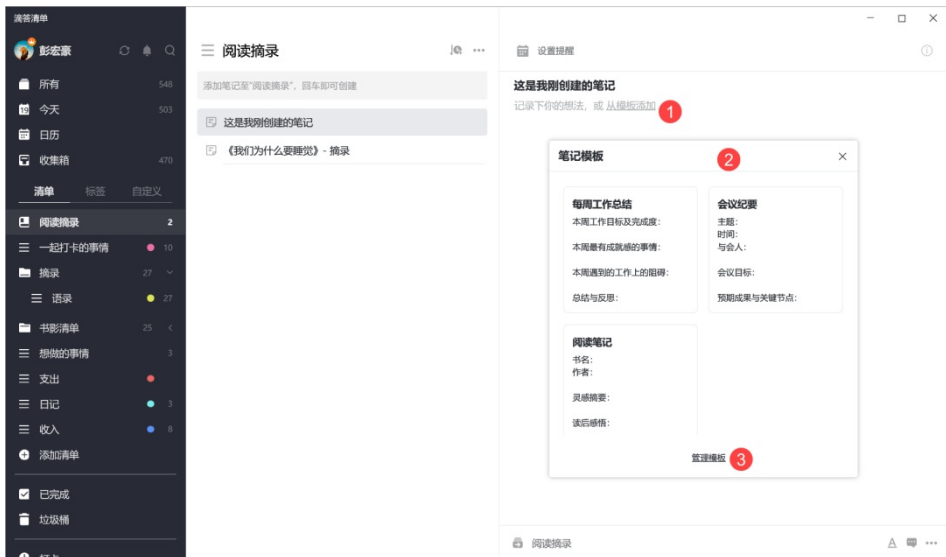 滴答清单
彭宏豪
所有 548
19 今天 503
日历
收集箱 470
清单 标签 自定义
阅读摘录 2
一起打卡的事情 10
摘录 27
语录 27
书影清单 25
想做的事情 3
支出
日记 3
收入 8
添加清单
已完成
垃圾桶
阅读摘录
添加笔记至“阅读摘录”，回车即可创建
这是我刚创建的笔记
《我们为什么要睡觉》- 摘录
设置提醒
这是我刚创建的笔记
记录下你的想法，或 从模板添加 1
笔记模板 2
每周工作总结
本周工作目标及完成度：
本周最有成就感的事情：
本周遇到的工作上的阻碍：
总结与反思：
会议纪要
主题：
时间：
与会人：
会议目标：
预期成果与关键节点：
阅读笔记
书名：
作者：
灵感摘要：
读后感悟：
管理模板 3
阅读摘录
A